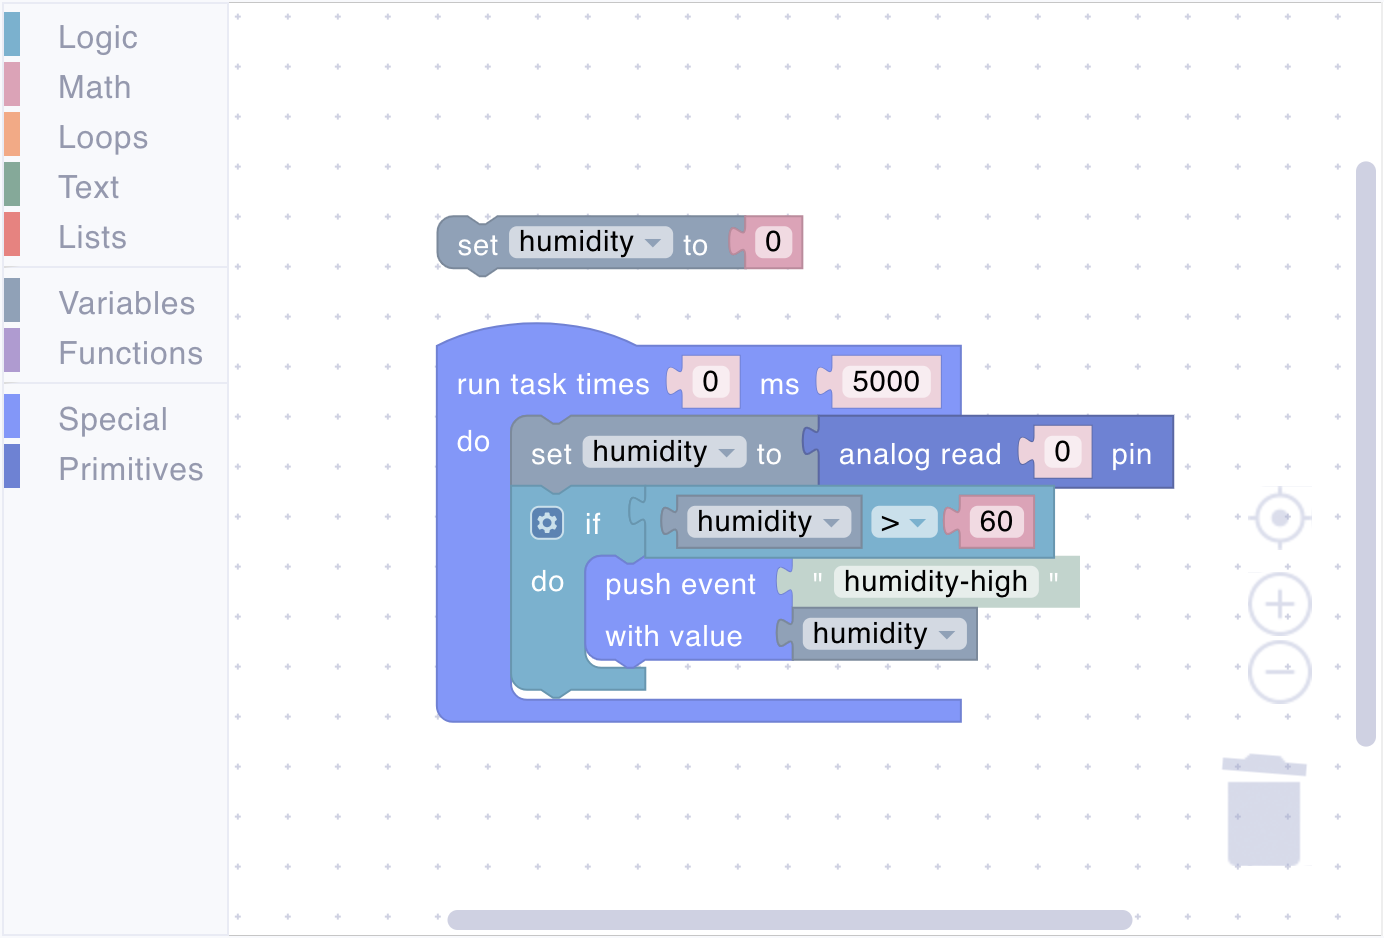 Logic
Math
Loops
Text
Lists
Variables
Functions
Special
Primitives
set humidity to 0
run task times 0 ms 5000
do set humidity to analog read 0 pin
if humidity > 60
do push event " humidity-high "
with value humidity